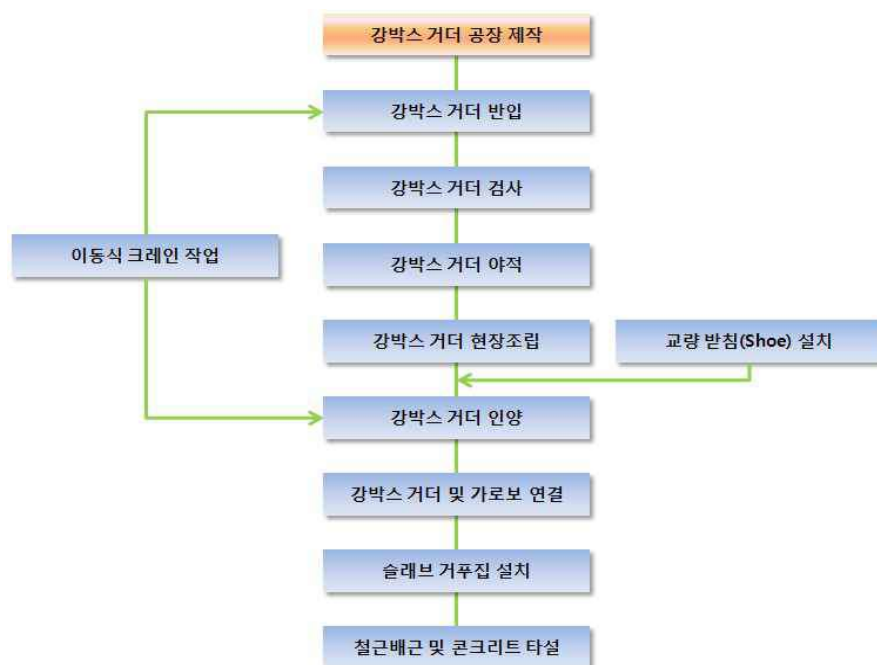 강박스 거더 공장 제작
강박스 거더 반입
강박스 거더 검사
이동식 크레인 작업
강박스 거더 야적
강박스 거더 현장조립
교량 받침(Shoe) 설치
강박스 거더 인양
강박스 거더 및 가로보 연결
슬래브 거푸집 설치
철근배근 및 콘크리트 타설